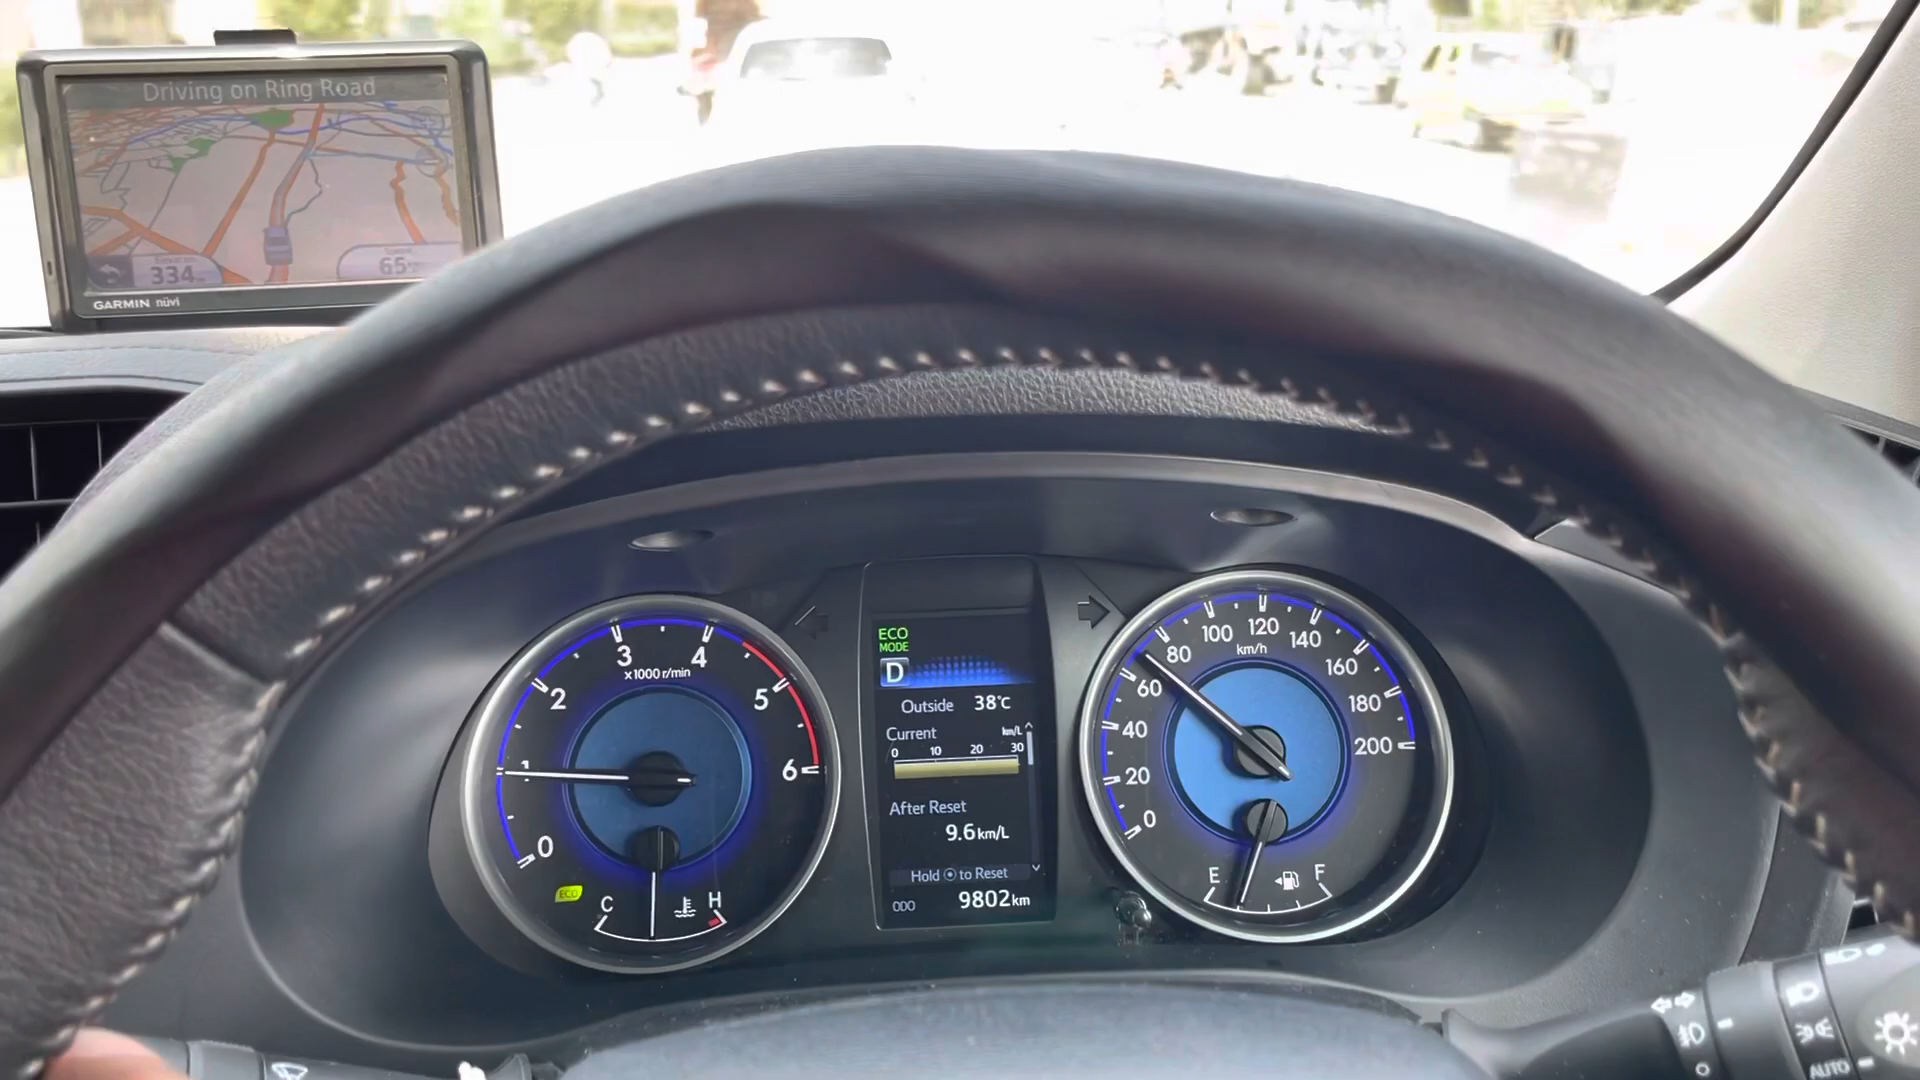 Driving on Ring Road
Elevation
334
65
GARMIN nüvi
0 1 2 3 4 5 6
x1000 r/min
ECO
C H
ECO
MODE
D
Outside 38°C
Current km/L
0 10 20 30
After Reset
9.6 km/L
Hold to Reset
ODO 9802 km
0 20 40 60 80 100 120 140 160 180 200
km/h
E F
AUTO